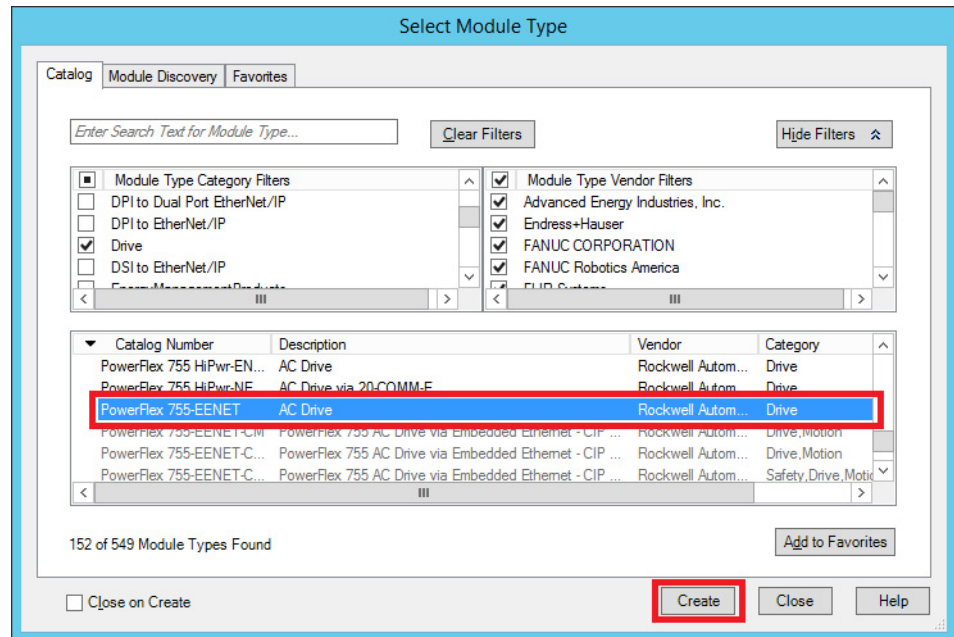 Select Module Type
Catalog Module Discovery Favorites
Enter Search Text for Module Type... Clear Filters Hide Filters
Module Type Category Filters
DPI to Dual Port EtherNet/IP
DPI to EtherNet/IP
Drive
DSI to EtherNet/IP
EnergyManagementProducts
Module Type Vendor Filters
Advanced Energy Industries, Inc.
Endress+Hauser
FANUC CORPORATION
FANUC Robotics America
FLIR Systems
Catalog Number Description Vendor Category
PowerFlex 755 HiPwr-EN... AC Drive Rockwell Autom... Drive
PowerFlex 755 HiPwr-NE... AC Drive via 20-COMM-E Rockwell Autom... Drive
PowerFlex 755-EENET AC Drive Rockwell Autom... Drive
PowerFlex 755-EENET-CM PowerFlex 755 AC Drive via Embedded Ethernet - CIP ... Rockwell Autom... Drive,Motion
PowerFlex 755-EENET-C... PowerFlex 755 AC Drive via Embedded Ethernet - CIP ... Rockwell Autom... Drive,Motion
PowerFlex 755-EENET-C... PowerFlex 755 AC Drive via Embedded Ethernet - CIP ... Rockwell Autom... Safety,Drive,Motic
152 of 549 Module Types Found Add to Favorites
Close on Create Create Close Help